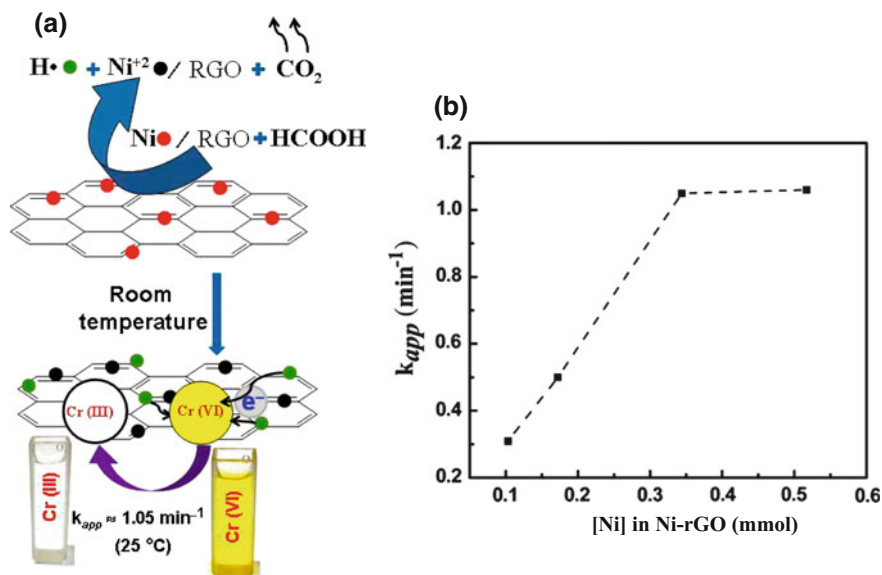 (a)
H• + Ni⁺² / RGO + CO₂
Ni / RGO + HCOOH
Room
temperature
Cr (III)
Cr (VI)
e⁻
Cr (III)
Cr (VI)
k_app ≈ 1.05 min⁻¹
(25 °C)
(b)
k_app (min⁻¹)
1.2
1.0
0.8
0.6
0.4
0.2
0.1
0.2
0.3
0.4
0.5
0.6
[Ni] in Ni-rGO (mmol)